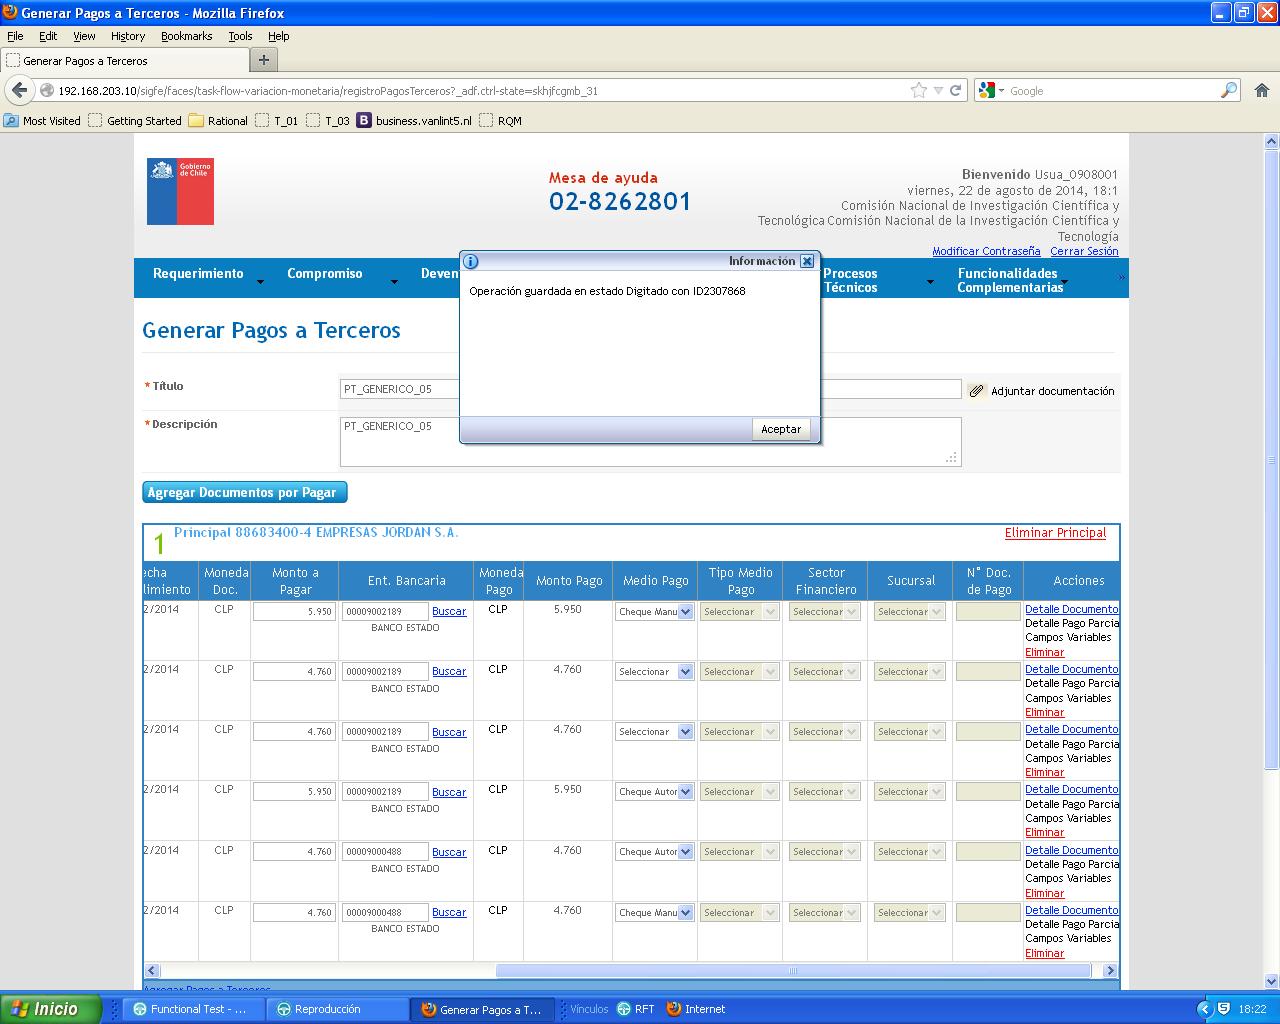 Generar Pagos a Terceros - Mozilla Firefox
File Edit View History Bookmarks Tools Help
Generar Pagos a Terceros
192.168.203.10/sigfe/faces/task-flow-variacion-monetaria/registroPagosTerceros?_adf.ctrl-state=skhjfcgmb_31
Google
Most Visited Getting Started Rational T_01 T_03 B business.vanlint5.nl RQM
Gobierno de Chile
Mesa de ayuda
02-8262801
Bienvenido Usua_0908001
viernes, 22 de agosto de 2014, 18:1
Comisión Nacional de Investigación Científica y
Tecnológica Comisión Nacional de la Investigación Científica y
Tecnología
Modificar Contraseña Cerrar Sesión
Requerimiento Compromiso Deven Procesos Técnicos Funcionalidades Complementarias »
Información
Operación guardada en estado Digitado con ID2307868
Aceptar
Generar Pagos a Terceros
* Título PT_GENERICO_05 Adjuntar documentación
* Descripción PT_GENERICO_05
Agregar Documentos por Pagar
1 Principal 88683400-4 EMPRESAS JORDAN S.A. Eliminar Principal
echa limiento Moneda Doc. Monto a Pagar Ent. Bancaria Moneda Pago Monto Pago Medio Pago Tipo Medio Pago Sector Financiero Sucursal N° Doc. de Pago Acciones
2/2014 CLP 5.950 00009002189 Buscar CLP 5.950 Cheque Manu Seleccionar Seleccionar Seleccionar Detalle Documento
BANCO ESTADO Detalle Pago Parcia
Campos Variables
Eliminar
2/2014 CLP 4.760 00009002189 Buscar CLP 4.760 Seleccionar Seleccionar Seleccionar Seleccionar Detalle Documento
BANCO ESTADO Detalle Pago Parcia
Campos Variables
Eliminar
2/2014 CLP 4.760 00009002189 Buscar CLP 4.760 Seleccionar Seleccionar Seleccionar Seleccionar Detalle Documento
BANCO ESTADO Detalle Pago Parcia
Campos Variables
Eliminar
2/2014 CLP 5.950 00009002189 Buscar CLP 5.950 Cheque Autor Seleccionar Seleccionar Seleccionar Detalle Documento
BANCO ESTADO Detalle Pago Parcia
Campos Variables
Eliminar
2/2014 CLP 4.760 00009000488 Buscar CLP 4.760 Cheque Autor Seleccionar Seleccionar Seleccionar Detalle Documento
BANCO ESTADO Detalle Pago Parcia
Campos Variables
Eliminar
2/2014 CLP 4.760 00009000488 Buscar CLP 4.760 Cheque Manu Seleccionar Seleccionar Seleccionar Detalle Documento
BANCO ESTADO Detalle Pago Parcia
Campos Variables
Eliminar
Agregar Pagos a Terceros
Inicio Functional Test - ... Reproducción Generar Pagos a T... Vínculos RFT Internet 18:22